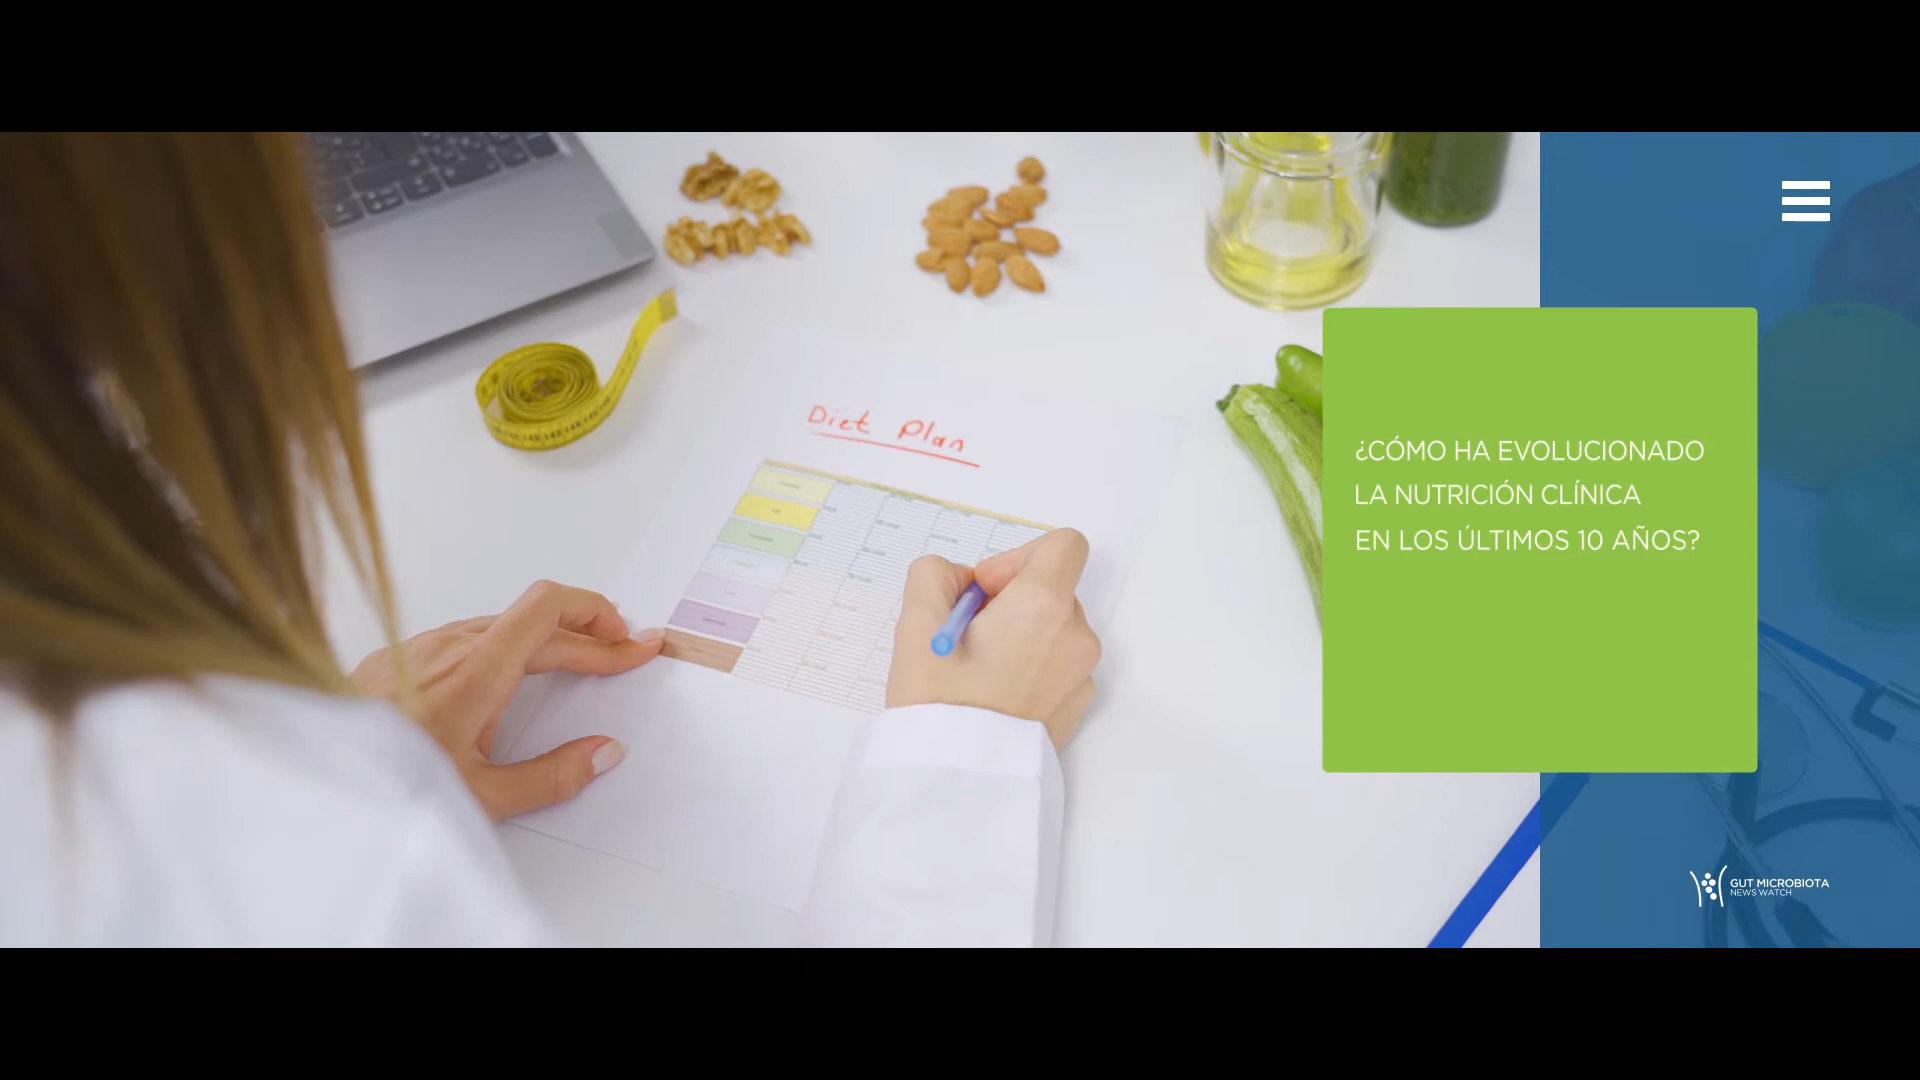 Diet Plan
¿CÓMO HA EVOLUCIONADO
LA NUTRICIÓN CLÍNICA
EN LOS ÚLTIMOS 10 AÑOS?
GUT MICROBIOTA
NEWS WATCH